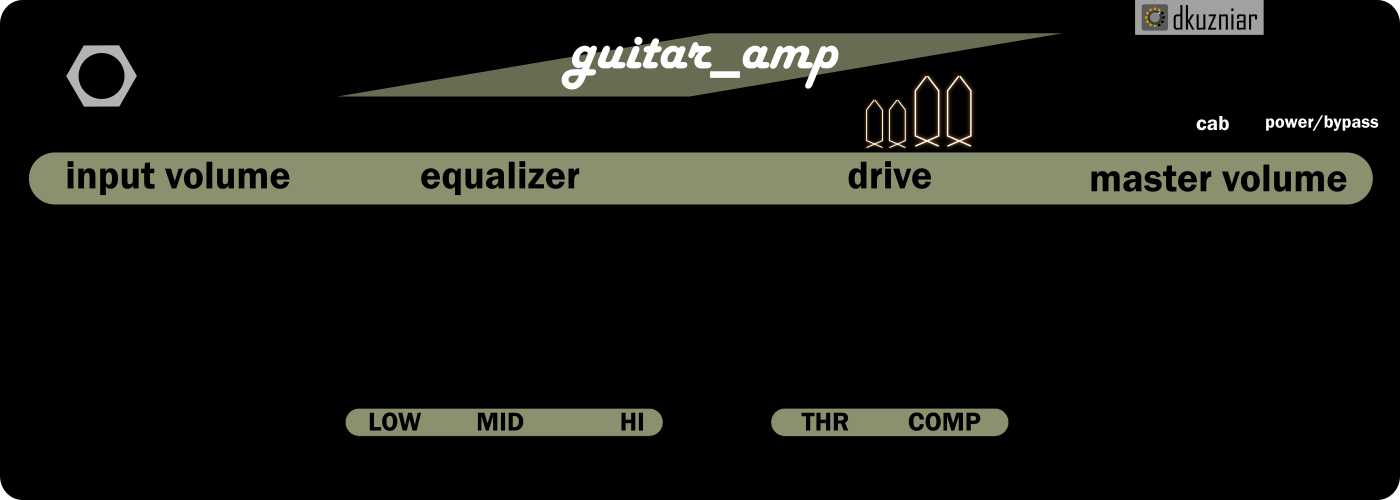 dkuzniar
guitar_amp
cab power/bypass
input volume equalizer drive master volume
LOW MID HI THR COMP